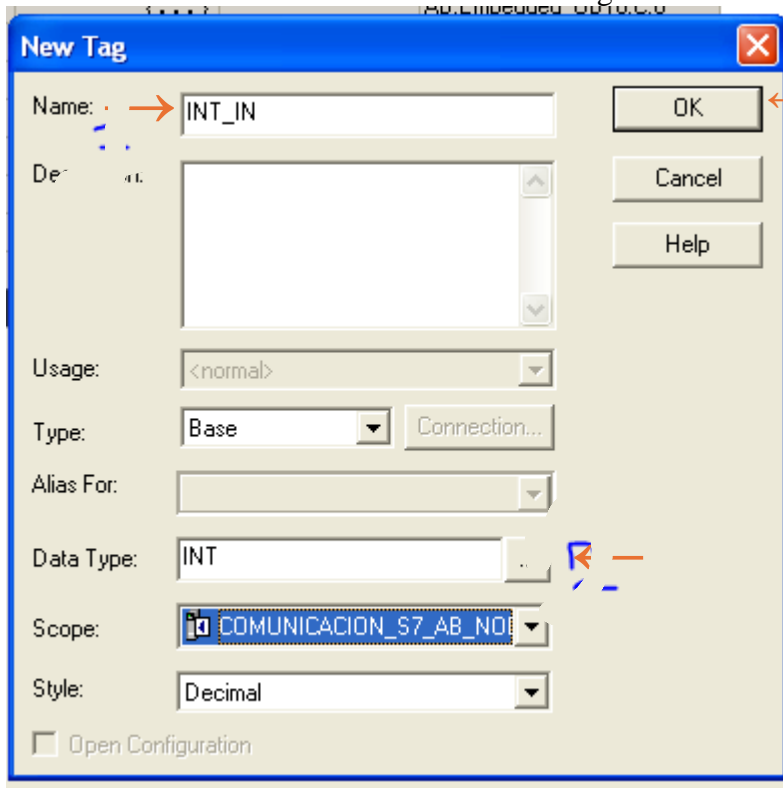 New Tag
Name:
INT_IN
OK
Cancel
Help
Usage:
<normal>
Type:
Base
Connection...
Alias For:
Data Type:
INT
Scope:
COMUNICACION_S7_AB_NO
Style:
Decimal
Open Configuration